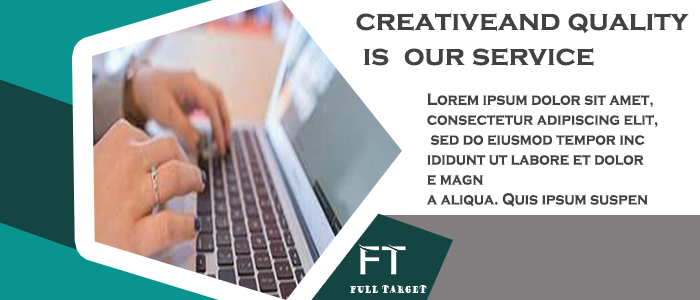 CREATIVEAND QUALITY
IS OUR SERVICE
LOREM IPSUM DOLOR SIT AMET,
CONSECTETUR ADIPISCING ELIT,
SED DO EIUSMOD TEMPOR INC
IDIDUNT UT LABORE ET DOLOR
E MAGN
A ALIQUA. QUIS IPSUM SUSPEN
FT
FULL TARGET